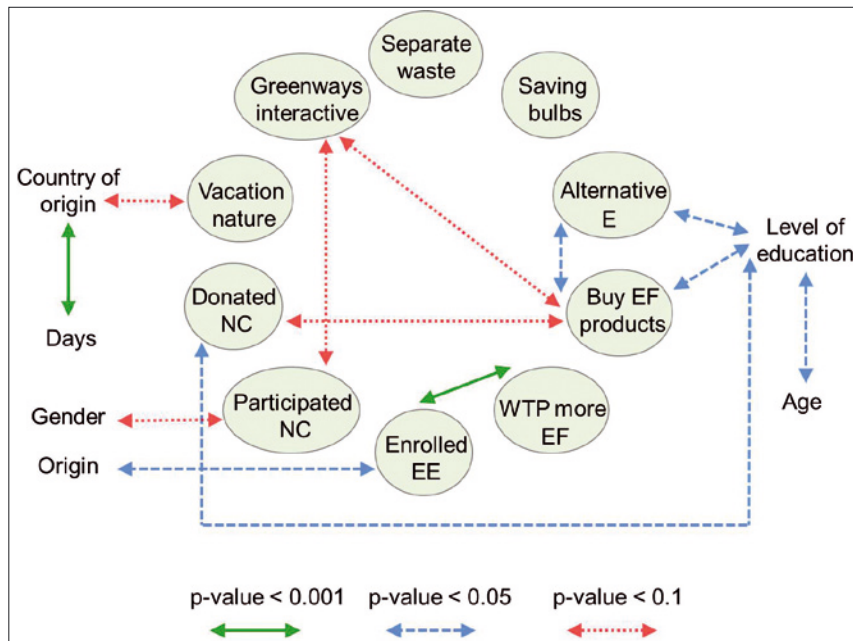 Separate
waste
Greenways
interactive
Saving
bulbs
Country of
origin
Vacation
nature
Alternative
E
Level of
education
Donated
NC
Buy EF
products
Days
Gender
Participated
NC
WTP more
EF
Age
Origin
Enrolled
EE
p-value < 0.001
p-value < 0.05
p-value < 0.1